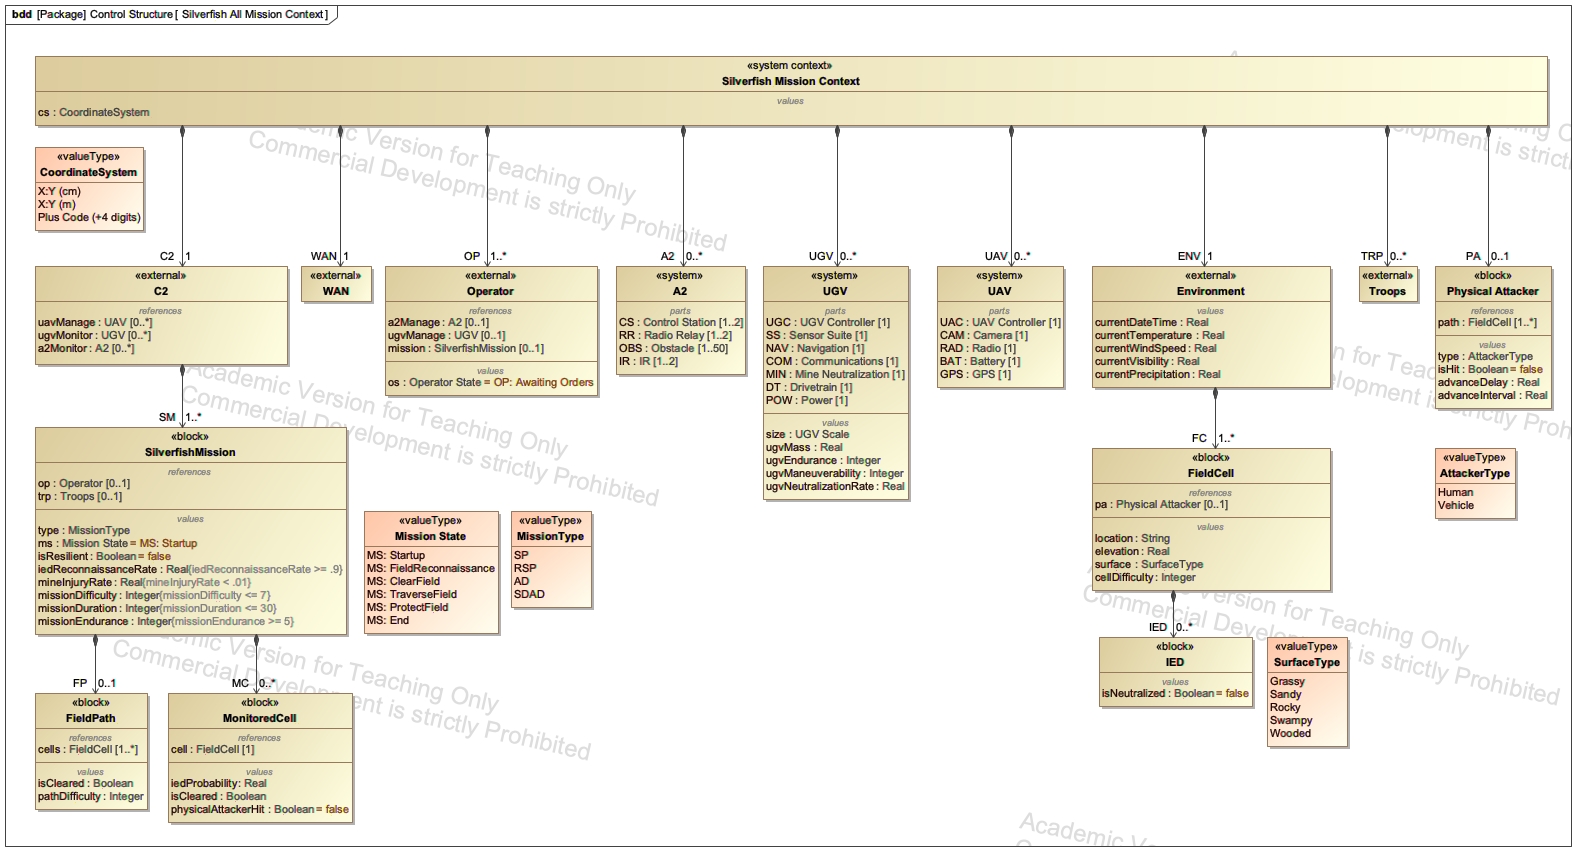 bdd [Package] Control Structure [ Silverfish All Mission Context ]
«system context»
Silverfish Mission Context
values
cs : CoordinateSystem
«valueType»
CoordinateSystem
X:Y (cm)
X:Y (m)
Plus Code (+4 digits)
C2 1
WAN 1
OP 1..*
A2 0..*
UGV 0..*
UAV 0..*
ENV 1
TRP 0..*
PA 0..1
«external»
C2
references
uavManage : UAV [0..*]
ugvMonitor : UGV [0..*]
a2Monitor : A2 [0..*]
«external»
WAN
«external»
Operator
references
a2Manage : A2 [0..1]
ugvManage : UGV [0..1]
mission : SilverfishMission [0..1]
values
os : Operator State = OP: Awaiting Orders
«system»
A2
parts
CS : Control Station [1..2]
RR : Radio Relay [1..2]
OBS : Obstacle [1..50]
IR : IR [1..2]
«system»
UGV
parts
UGC : UGV Controller [1]
SS : Sensor Suite [1]
NAV : Navigation [1]
COM : Communications [1]
MIN : Mine Neutralization [1]
DT : Drivetrain [1]
POW : Power [1]
values
size : UGV Scale
ugvMass : Real
ugvEndurance : Integer
ugvManeuverability : Integer
ugvNeutralizationRate : Real
«system»
UAV
parts
UAC : UAV Controller [1]
CAM : Camera [1]
RAD : Radio [1]
BAT : Battery [1]
GPS : GPS [1]
«external»
Environment
values
currentDateTime : Real
currentTemperature : Real
currentWindSpeed : Real
currentVisibility : Real
currentPrecipitation : Real
«external»
Troops
«block»
Physical Attacker
references
path : FieldCell [1..*]
values
type : AttackerType
isHit : Boolean = false
advanceDelay : Real
advanceInterval : Real
SM 1..*
«block»
SilverfishMission
references
op : Operator [0..1]
trp : Troops [0..1]
values
type : MissionType
ms : Mission State = MS: Startup
isResilient : Boolean = false
iedReconnaissanceRate : Real{iedReconnaissanceRate >= .9}
mineInjuryRate : Real{mineInjuryRate < .01}
missionDifficulty : Integer{missionDifficulty <= 7}
missionDuration : Integer{missionDuration <= 30}
missionEndurance : Integer{missionEndurance >= 5}
«valueType»
Mission State
MS: Startup
MS: FieldReconnaissance
MS: ClearField
MS: TraverseField
MS: ProtectField
MS: End
«valueType»
MissionType
SP
RSP
AD
SDAD
FC 1..*
«block»
FieldCell
references
pa : Physical Attacker [0..1]
values
location : String
elevation : Real
surface : SurfaceType
cellDifficulty : Integer
«valueType»
AttackerType
Human
Vehicle
IED 0..*
«block»
IED
values
isNeutralized : Boolean = false
«valueType»
SurfaceType
Grassy
Sandy
Rocky
Swampy
Wooded
FP 0..1
«block»
FieldPath
references
cells : FieldCell [1..*]
values
isCleared : Boolean
pathDifficulty : Integer
MC 0..*
«block»
MonitoredCell
references
cell : FieldCell [1]
values
iedProbability: Real
isCleared : Boolean
physicalAttackerHit : Boolean = false
Version for Teaching Only
Commercial Development is strictly Prohibited
Academic Version for Teaching Only
Commercial Development is strictly Prohibited
Version for Teaching Only
Commercial Development is strictly Prohibited
Version for Teaching Only
Commercial Development is strictly Prohibited
Academic